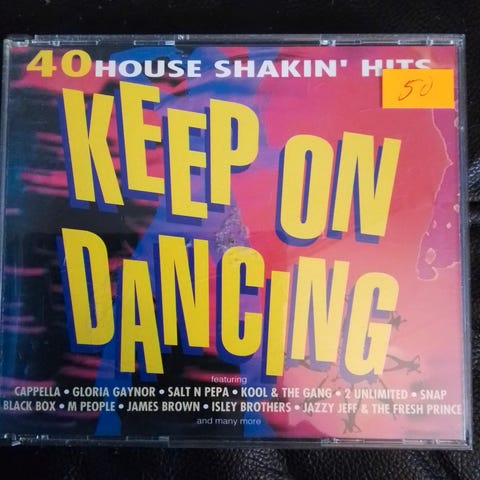 40 HOUSE SHAKIN' HITS
50
KEEP ON
DANCING
featuring
CAPPELLA • GLORIA GAYNOR • SALT N PEPA • KOOL & THE GANG • 2 UNLIMITED • SNAP
BLACK BOX • M PEOPLE • JAMES BROWN • ISLEY BROTHERS • JAZZY JEFF & THE FRESH PRINCE
and many more